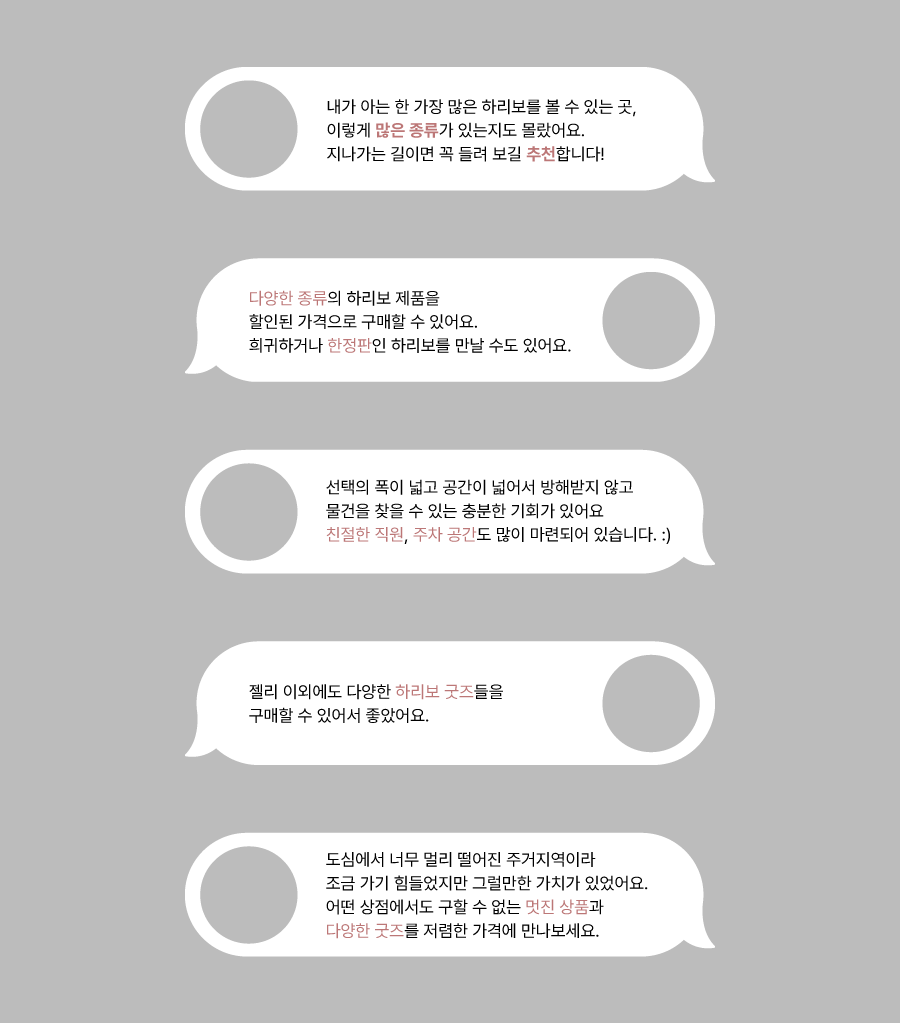 내가 아는 한 가장 많은 하리보를 볼 수 있는 곳,
이렇게 많은 종류가 있는지도 몰랐어요.
지나가는 길이면 꼭 들려 보길 추천합니다!
다양한 종류의 하리보 제품을
할인된 가격으로 구매할 수 있어요.
희귀하거나 한정판인 하리보를 만날 수도 있어요.
선택의 폭이 넓고 공간이 넓어서 방해받지 않고
물건을 찾을 수 있는 충분한 기회가 있어요
친절한 직원, 주차 공간도 많이 마련되어 있습니다. :)
젤리 이외에도 다양한 하리보 굿즈들을
구매할 수 있어서 좋았어요.
도심에서 너무 멀리 떨어진 주거지역이라
조금 가기 힘들었지만 그럴만한 가치가 있었어요.
어떤 상점에서도 구할 수 없는 멋진 상품과
다양한 굿즈를 저렴한 가격에 만나보세요.